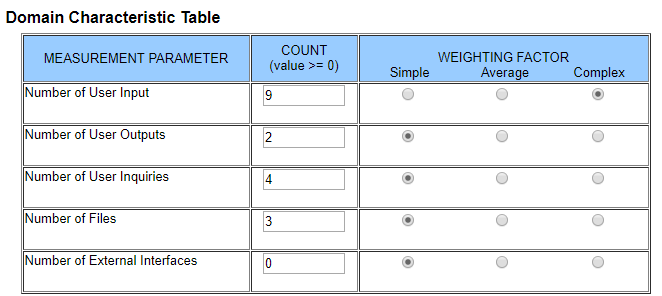 Domain Characteristic Table
MEASUREMENT PARAMETER
COUNT
(value >= 0)
WEIGHTING FACTOR
Simple Average Complex
Number of User Input 9
Number of User Outputs 2
Number of User Inquiries 4
Number of Files 3
Number of External Interfaces 0